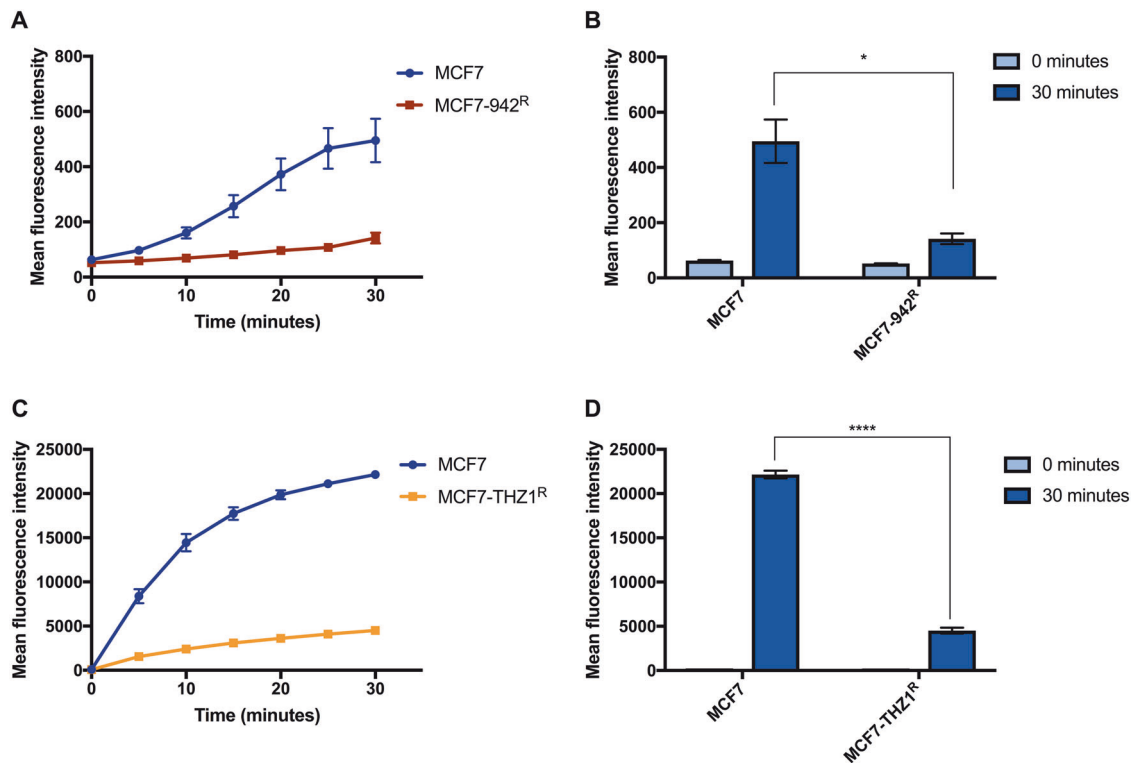 A
Mean fluorescence intensity
800
600
400
200
0
0
10
20
30
Time (minutes)
MCF7
MCF7-942ᴿ
B
Mean fluorescence intensity
800
600
400
200
0
*
MCF7
MCF7-942ᴿ
0 minutes
30 minutes
C
Mean fluorescence intensity
25000
20000
15000
10000
5000
0
0
10
20
30
Time (minutes)
MCF7
MCF7-THZ1ᴿ
D
Mean fluorescence intensity
25000
20000
15000
10000
5000
0
****
MCF7
MCF7-THZ1ᴿ
0 minutes
30 minutes